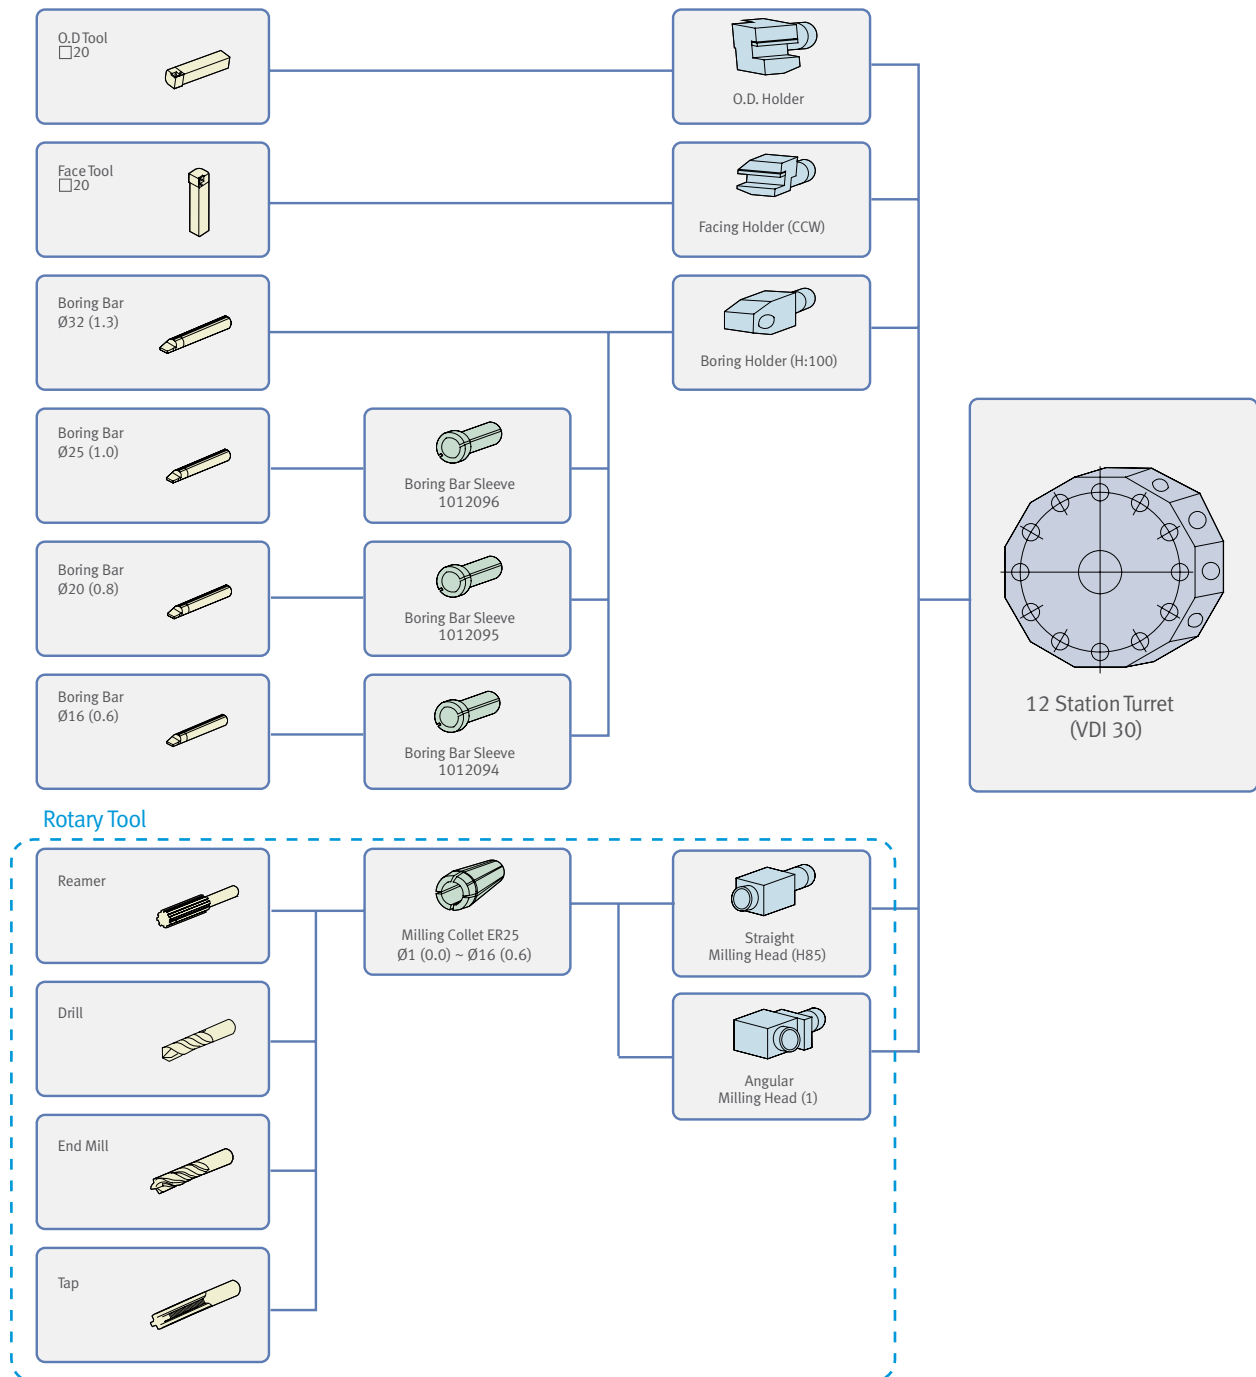 O.D Tool
□20
O.D. Holder
Face Tool
□20
Facing Holder (CCW)
Boring Bar
Ø32 (1.3)
Boring Holder (H:100)
Boring Bar
Ø25 (1.0)
Boring Bar Sleeve
1012096
Boring Bar
Ø20 (0.8)
Boring Bar Sleeve
1012095
Boring Bar
Ø16 (0.6)
Boring Bar Sleeve
1012094
12 Station Turret
(VDI 30)
Rotary Tool
Reamer
Milling Collet ER25
Ø1 (0.0) ~ Ø16 (0.6)
Straight
Milling Head (H85)
Drill
Angular
Milling Head (1)
End Mill
Tap